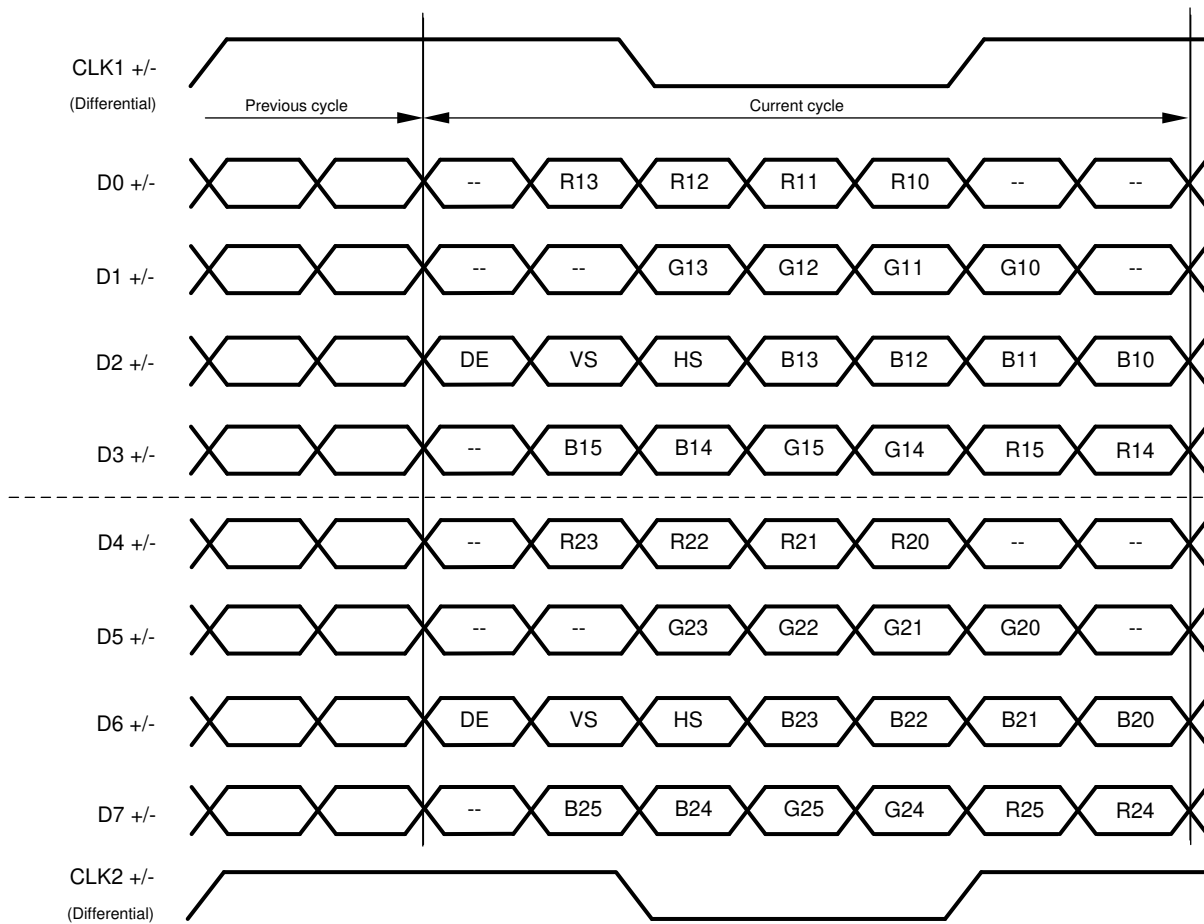 CLK1 +/-
(Differential)
Previous cycle Current cycle
D0 +/- -- R13 R12 R11 R10 -- --
D1 +/- -- -- G13 G12 G11 G10 --
D2 +/- DE VS HS B13 B12 B11 B10
D3 +/- -- B15 B14 G15 G14 R15 R14
D4 +/- -- R23 R22 R21 R20 -- --
D5 +/- -- -- G23 G22 G21 G20 --
D6 +/- DE VS HS B23 B22 B21 B20
D7 +/- -- B25 B24 G25 G24 R25 R24
CLK2 +/-
(Differential)